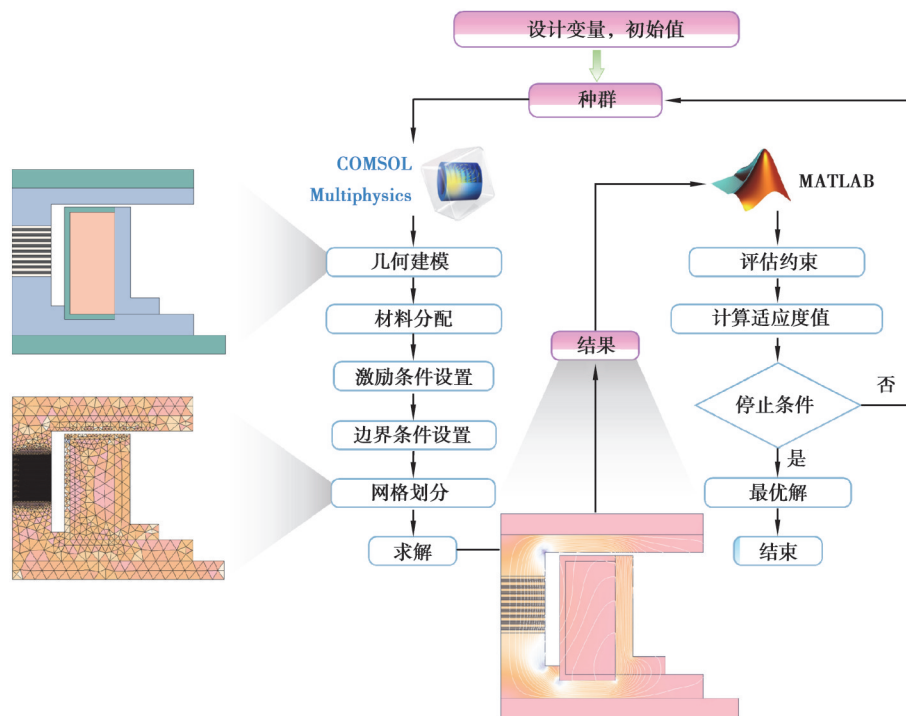 设计变量，初始值
种群
COMSOL
Multiphysics
几何建模
材料分配
激励条件设置
边界条件设置
网格划分
求解
结果
MATLAB
评估约束
计算适应度值
停止条件
否
是
最优解
结束